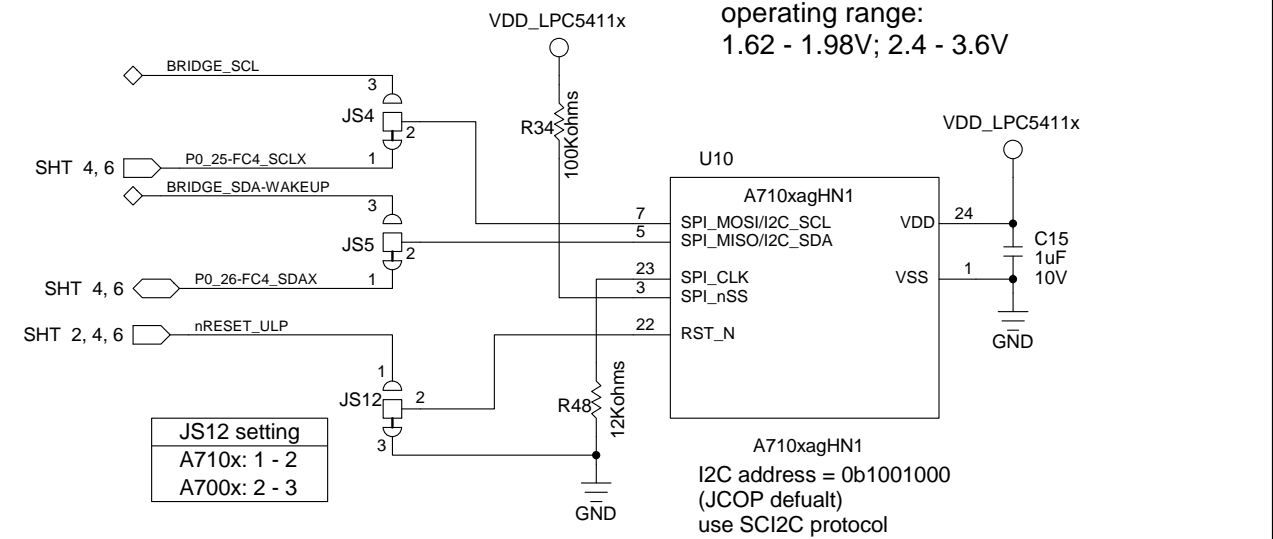 operating range:
1.62 - 1.98V; 2.4 - 3.6V
VDD_LPC5411x
BRIDGE_SCL
3
JS4
2
1
SHT 4, 6
P0_25-FC4_SCLX
BRIDGE_SDA-WAKEUP
3
JS5
2
1
SHT 4, 6
P0_26-FC4_SDAX
SHT 2, 4, 6
nRESET_ULP
1
JS12
2
3
R34
100Kohms
R48
12Kohms
GND
JS12 setting
A710x: 1 - 2
A700x: 2 - 3
U10
A710xagHN1
7
SPI_MOSI/I2C_SCL
5
SPI_MISO/I2C_SDA
23
SPI_CLK
3
SPI_nSS
22
RST_N
VDD
24
VSS
1
VDD_LPC5411x
C15
1uF
10V
GND
A710xagHN1
I2C address = 0b1001000
(JCOP defualt)
use SCI2C protocol